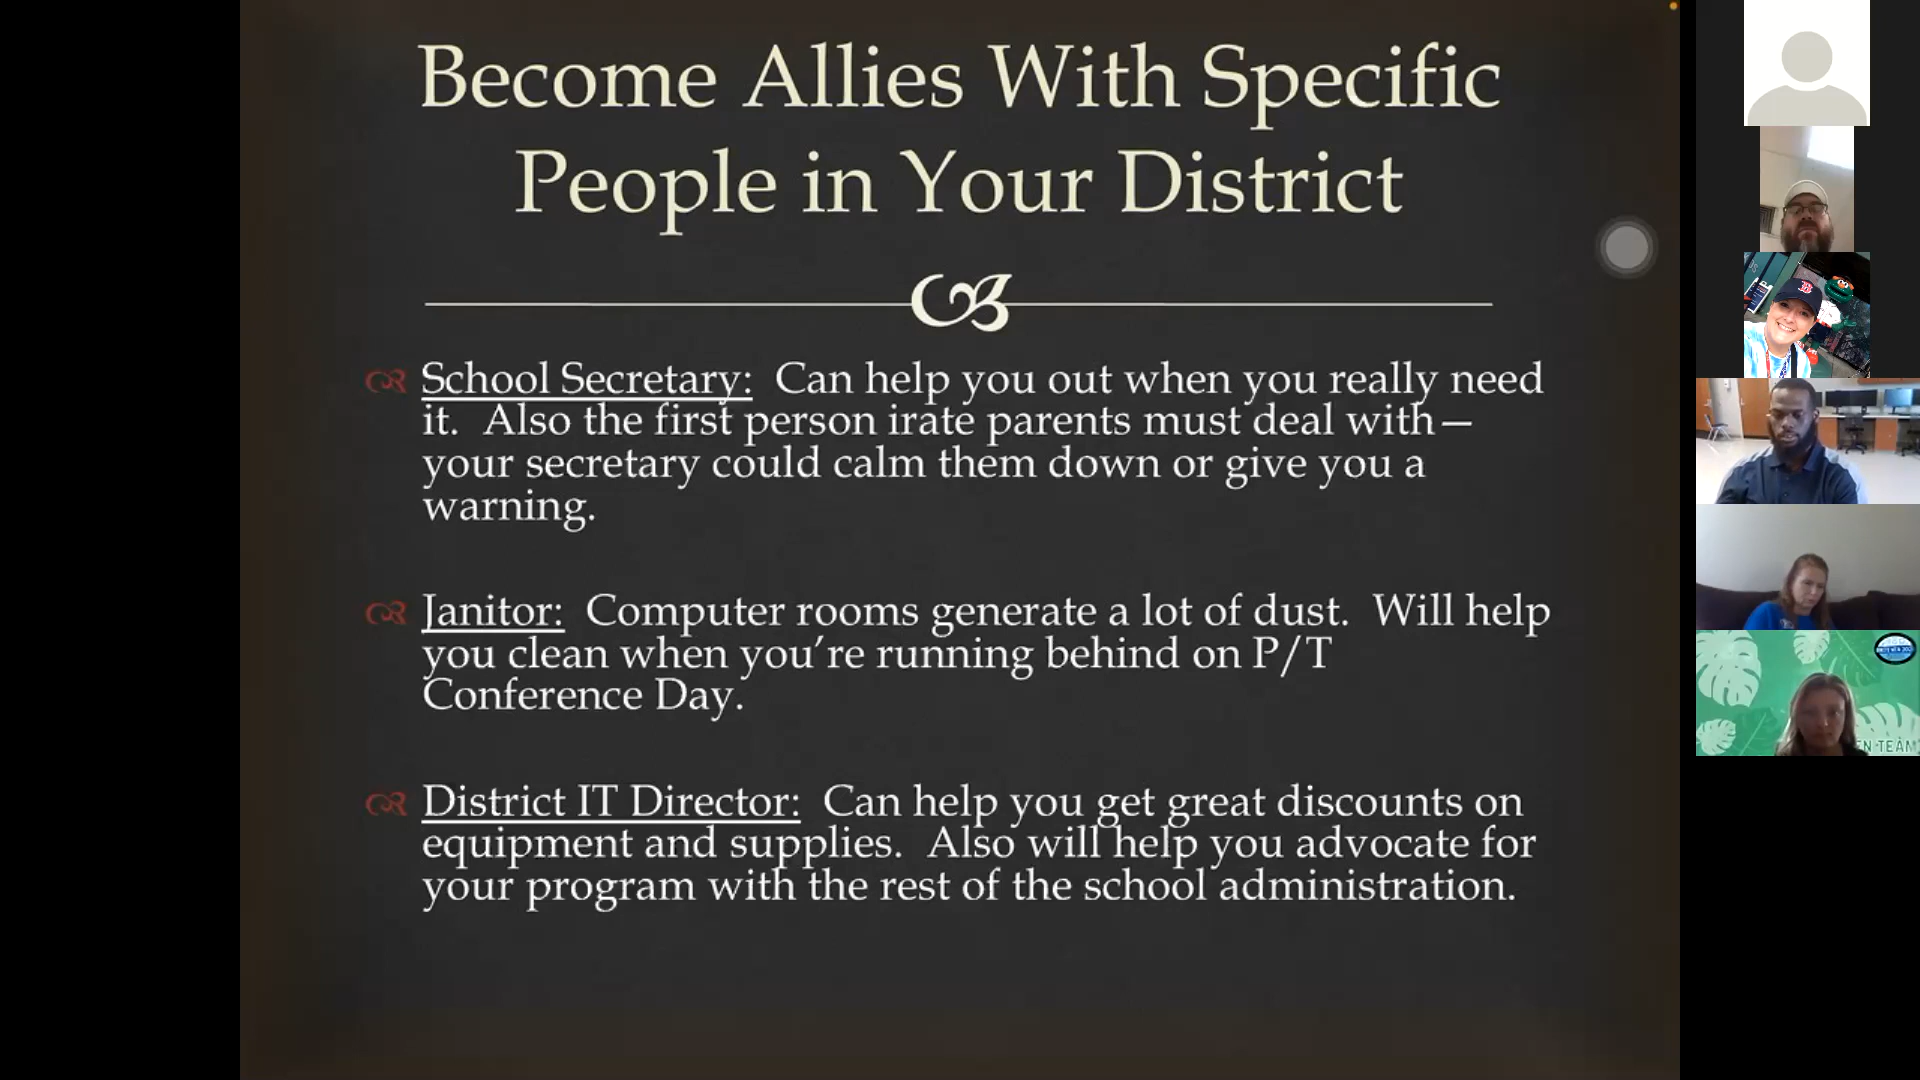 Become Allies With Specific
People in Your District
School Secretary:  Can help you out when you really need
it.  Also the first person irate parents must deal with—
your secretary could calm them down or give you a
warning.
Janitor:  Computer rooms generate a lot of dust.  Will help
you clean when you’re running behind on P/T
Conference Day.
District IT Director:  Can help you get great discounts on
equipment and supplies.  Also will help you advocate for
your program with the rest of the school administration.
B
TEAM